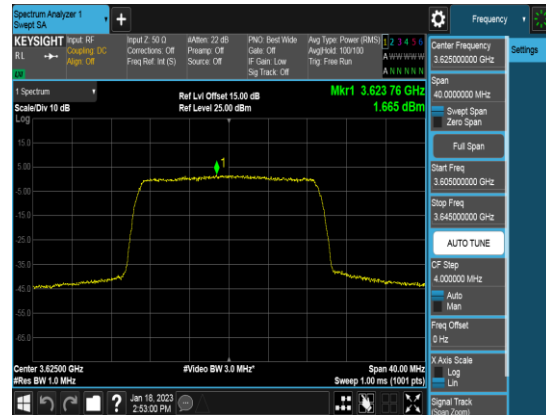 Spectrum Analyzer 1
Swept SA
+
Frequency
KEYSIGHT
RL
Input: RF
Coupling: DC
Align: Off
Input Z: 50 Ω
Corrections: Off
Freq Ref: Int (S)
#Atten: 22 dB
Preamp: Off
Source: Off
PNO: Best Wide
Gate: Off
IF Gain: Low
Sig Track: Off
Avg Type: Power (RMS)
Avg|Hold: 100/100
Trig: Free Run
1 2 3 4 5 6
A W W W W W
A N N N N N
1 Spectrum
Scale/Div 10 dB
Log
Ref Lvl Offset 15.00 dB
Ref Level 25.00 dBm
Mkr1 3.623 76 GHz
1.665 dBm
1
15.0
5.00
-5.00
-15.0
-25.0
-35.0
-45.0
-55.0
-65.0
Center 3.62500 GHz
#Res BW 1.0 MHz
#Video BW 3.0 MHz*
Span 40.00 MHz
Sweep 1.00 ms (1001 pts)
Center Frequency
3.625000000 GHz
Settings
Span
40.0000000 MHz
Swept Span
Zero Span
Full Span
Start Freq
3.605000000 GHz
Stop Freq
3.645000000 GHz
AUTO TUNE
CF Step
4.000000 MHz
Auto
Man
Freq Offset
0 Hz
X Axis Scale
Log
Lin
Signal Track
(Span Zoom)
?
Jan 18, 2023
2:53:00 PM